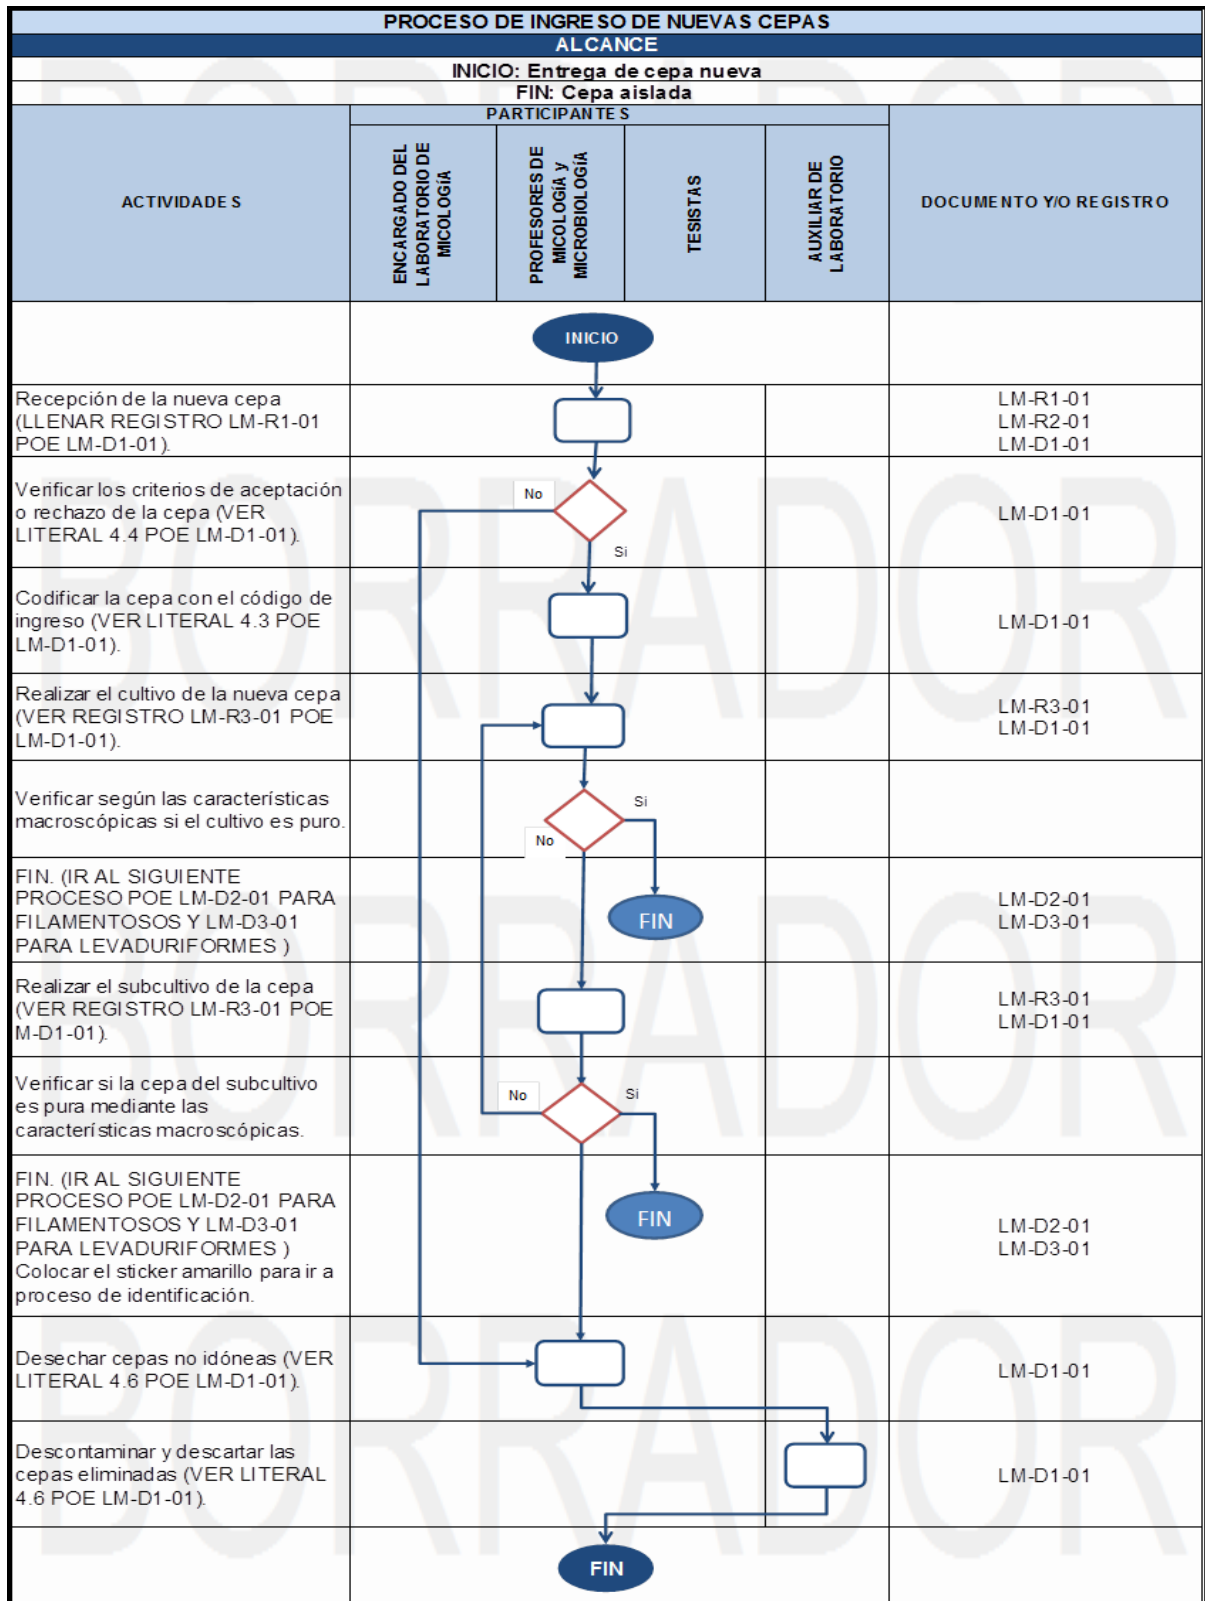 PROCESO DE INGRESO DE NUEVAS CEPAS
ALCANCE
INICIO: Entrega de cepa nueva
FIN: Cepa aislada
ACTIVIDADES
PARTICIPANTES
ENCARGADO DEL
LABORATORIO DE
MICOLOGÍA
PROFESORES DE
MICOLOGÍA y
MICROBIOLOGÍA
TESISTAS
AUXILIAR DE
LABORATORIO
DOCUMENTO Y/O REGISTRO
INICIO
Recepción de la nueva cepa
(LLENAR REGISTRO LM-R1-01
POE LM-D1-01).
LM-R1-01
LM-R2-01
LM-D1-01
Verificar los criterios de aceptación
o rechazo de la cepa (VER
LITERAL 4.4 POE LM-D1-01).
No
Si
LM-D1-01
Codificar la cepa con el código de
ingreso (VER LITERAL 4.3 POE
LM-D1-01).
LM-D1-01
Realizar el cultivo de la nueva cepa
(VER REGISTRO LM-R3-01 POE
LM-D1-01).
LM-R3-01
LM-D1-01
Verificar según las características
macroscópicas si el cultivo es puro.
Si
No
FIN. (IR AL SIGUIENTE
PROCESO POE LM-D2-01 PARA
FILAMENTOSOS Y LM-D3-01
PARA LEVADURIFORMES )
FIN
LM-D2-01
LM-D3-01
Realizar el subcultivo de la cepa
(VER REGISTRO LM-R3-01 POE
M-D1-01).
LM-R3-01
LM-D1-01
Verificar si la cepa del subcultivo
es pura mediante las
características macroscópicas.
No
Si
FIN. (IR AL SIGUIENTE
PROCESO POE LM-D2-01 PARA
FILAMENTOSOS Y LM-D3-01
PARA LEVADURIFORMES )
Colocar el sticker amarillo para ir a
proceso de identificación.
FIN
LM-D2-01
LM-D3-01
Desechar cepas no idóneas (VER
LITERAL 4.6 POE LM-D1-01).
LM-D1-01
Descontaminar y descartar las
cepas eliminadas (VER LITERAL
4.6 POE LM-D1-01).
LM-D1-01
FIN
BORRADOR
BORRADOR
BORRADOR